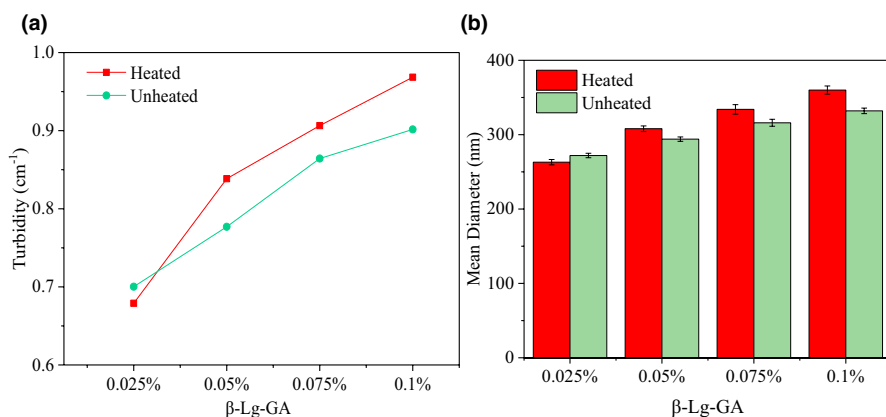 (a)
1.0
0.9
0.8
0.7
0.6
Turbidity (cm⁻¹)
Heated
Unheated
0.025% 0.05% 0.075% 0.1%
β-Lg-GA
(b)
400
300
200
100
0
Mean Diameter (nm)
Heated
Unheated
0.025% 0.05% 0.075% 0.1%
β-Lg-GA